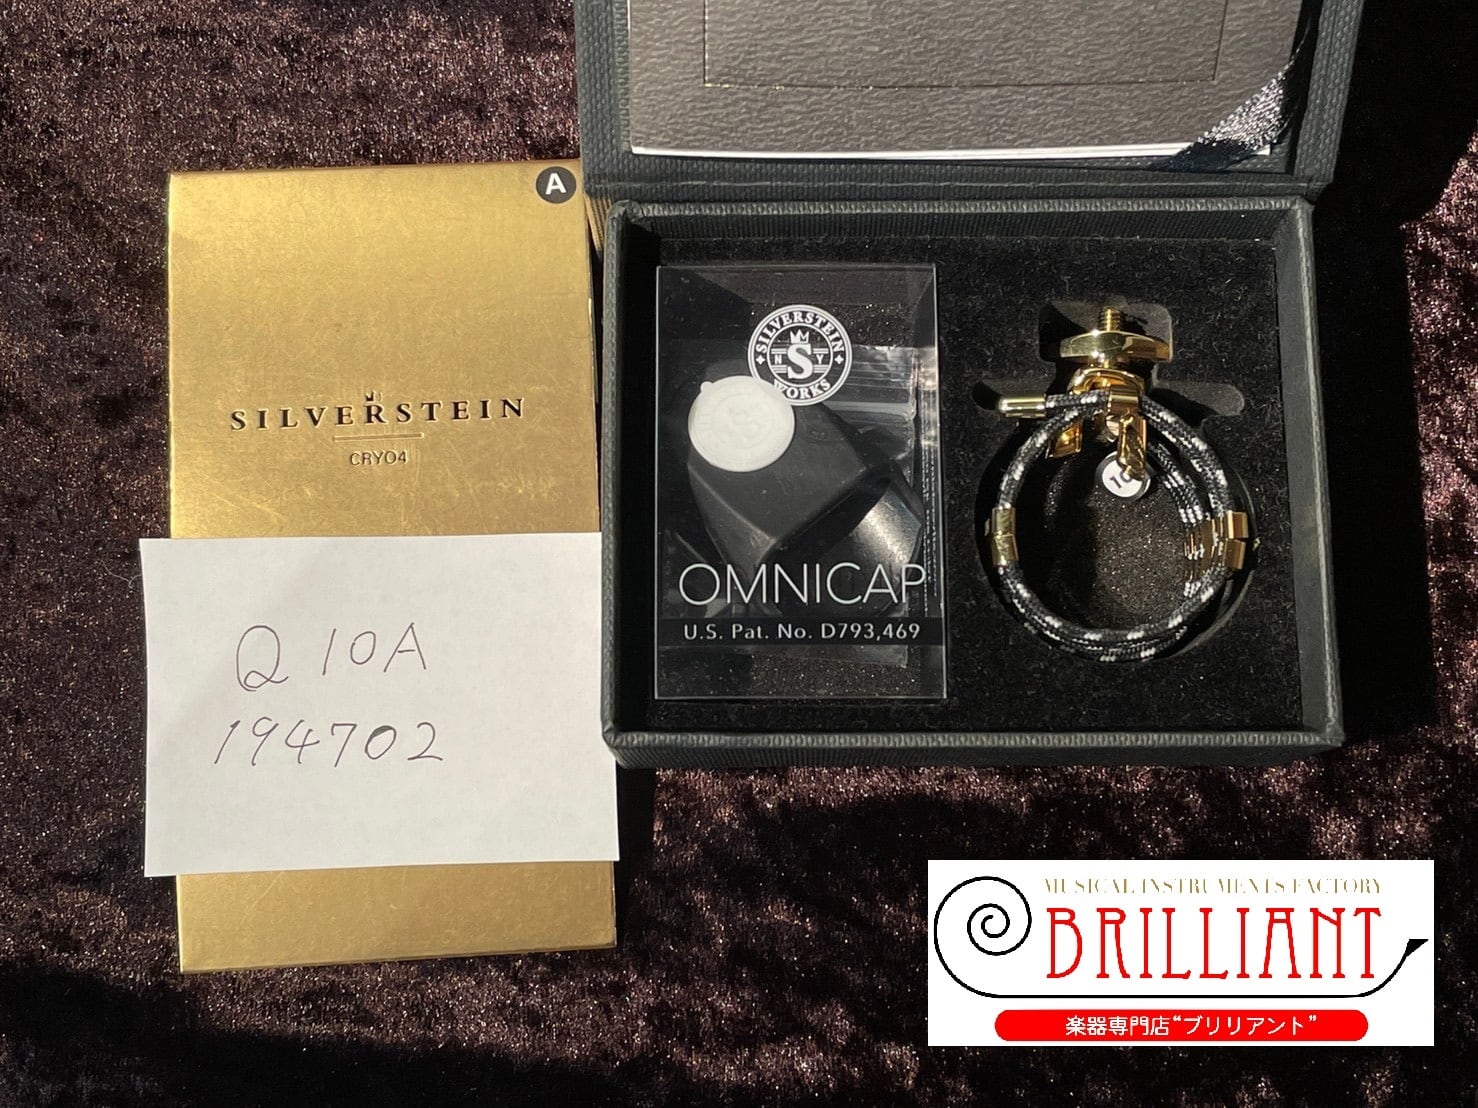 A
SILVERSTEIN
CRYO4
Q 10A
194702
SILVERSTEIN
N S Y
WORKS
OMNICAP
U.S. Pat. No. D793,469
10
MUSICAL INSTRUMENTS FACTORY
BRILLIANT
楽器専門店“ブリリアント”